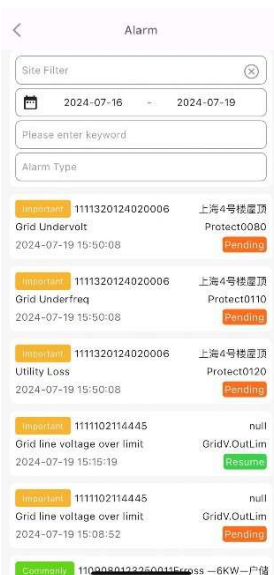 Alarm
Site Filter
2024-07-16 - 2024-07-19
Please enter keyword
Alarm Type
Important 1111320124020006 上海4号楼屋顶
Grid Undervolt Protect0080
2024-07-19 15:50:08 Pending
Important 1111320124020006 上海4号楼屋顶
Grid Underfreq Protect0110
2024-07-19 15:50:08 Pending
Important 1111320124020006 上海4号楼屋顶
Utility Loss Protect0120
2024-07-19 15:50:08 Pending
Important 1111102114445 null
Grid line voltage over limit GridV.OutLim
2024-07-19 15:15:19 Resume
Important 1111102114445 null
Grid line voltage over limit GridV.OutLim
2024-07-19 15:08:52 Pending
Commonly —6KW—户储